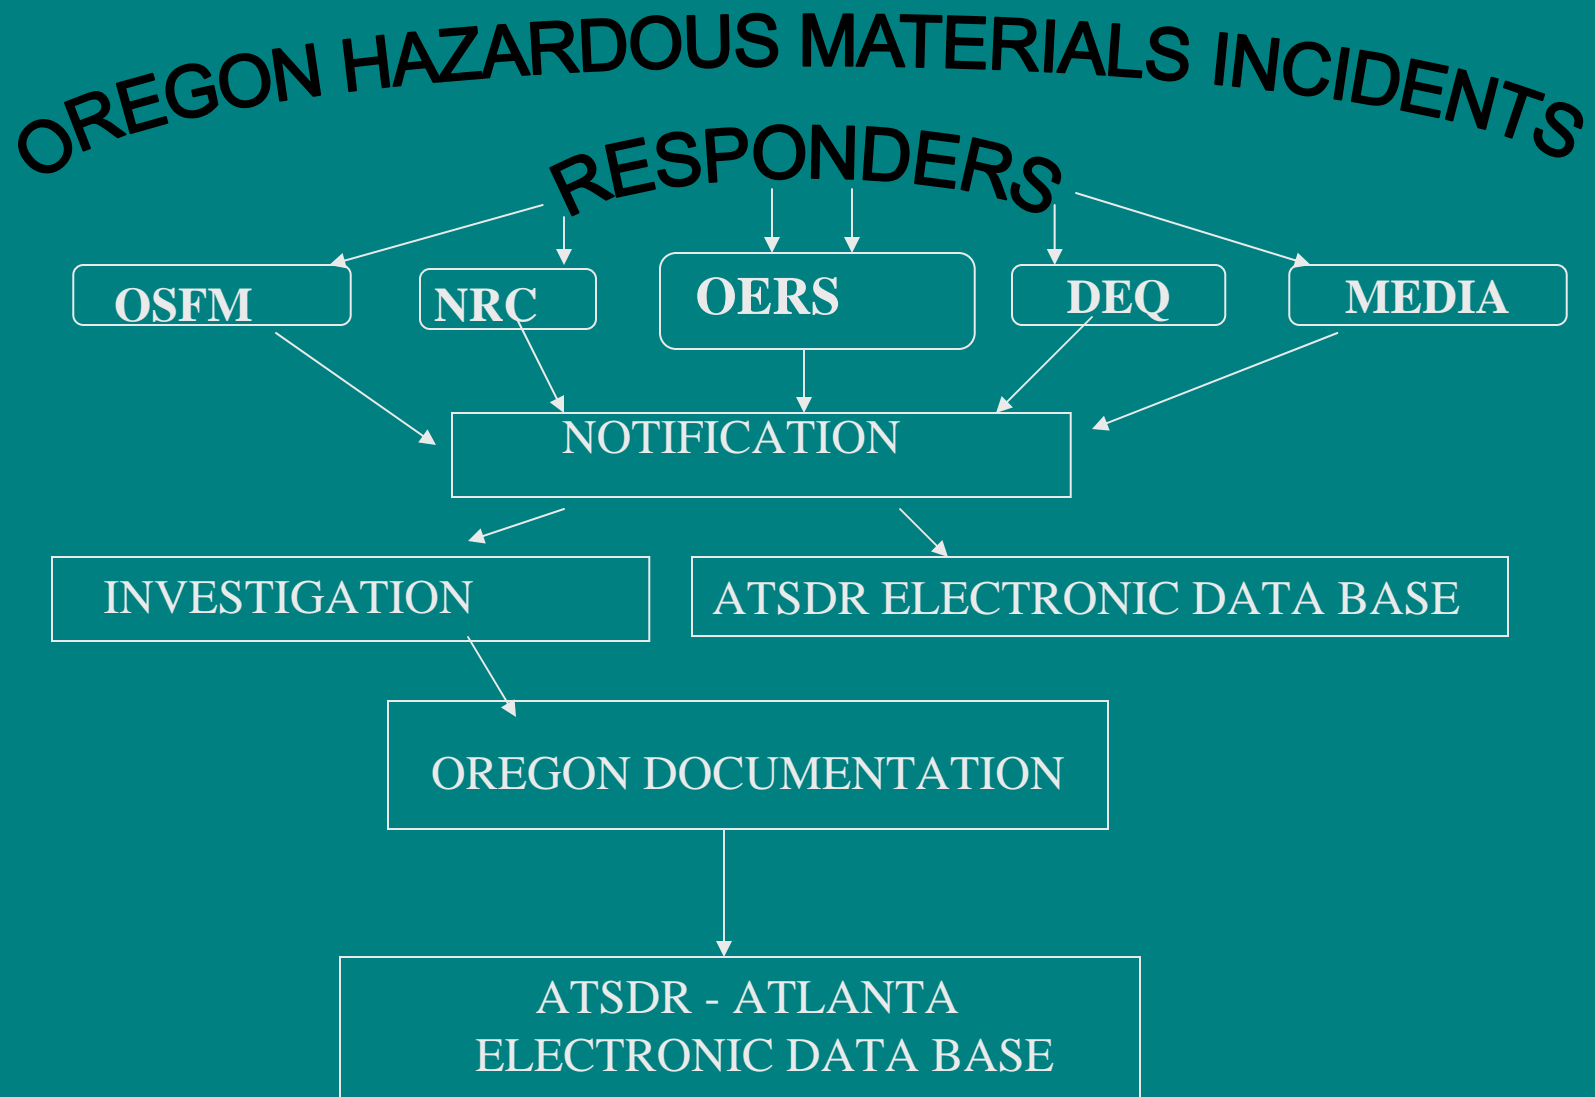 OREGON HAZARDOUS MATERIALS INCIDENTS
RESPONDERS
OSFM
NRC
OERS
DEQ
MEDIA
NOTIFICATION
INVESTIGATION
ATSDR ELECTRONIC DATA BASE
OREGON DOCUMENTATION
ATSDR - ATLANTA
ELECTRONIC DATA BASE